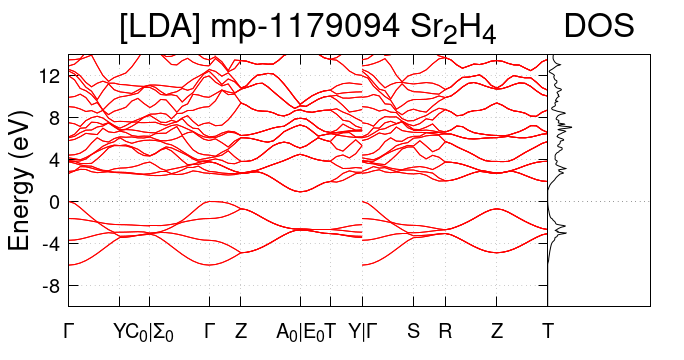 [LDA] mp-1179094 Sr₂H₄ DOS
Energy (eV)
12
8
4
0
-4
-8
Γ YC₀|Σ₀ Γ Z A₀|E₀T Y|Γ S R Z T